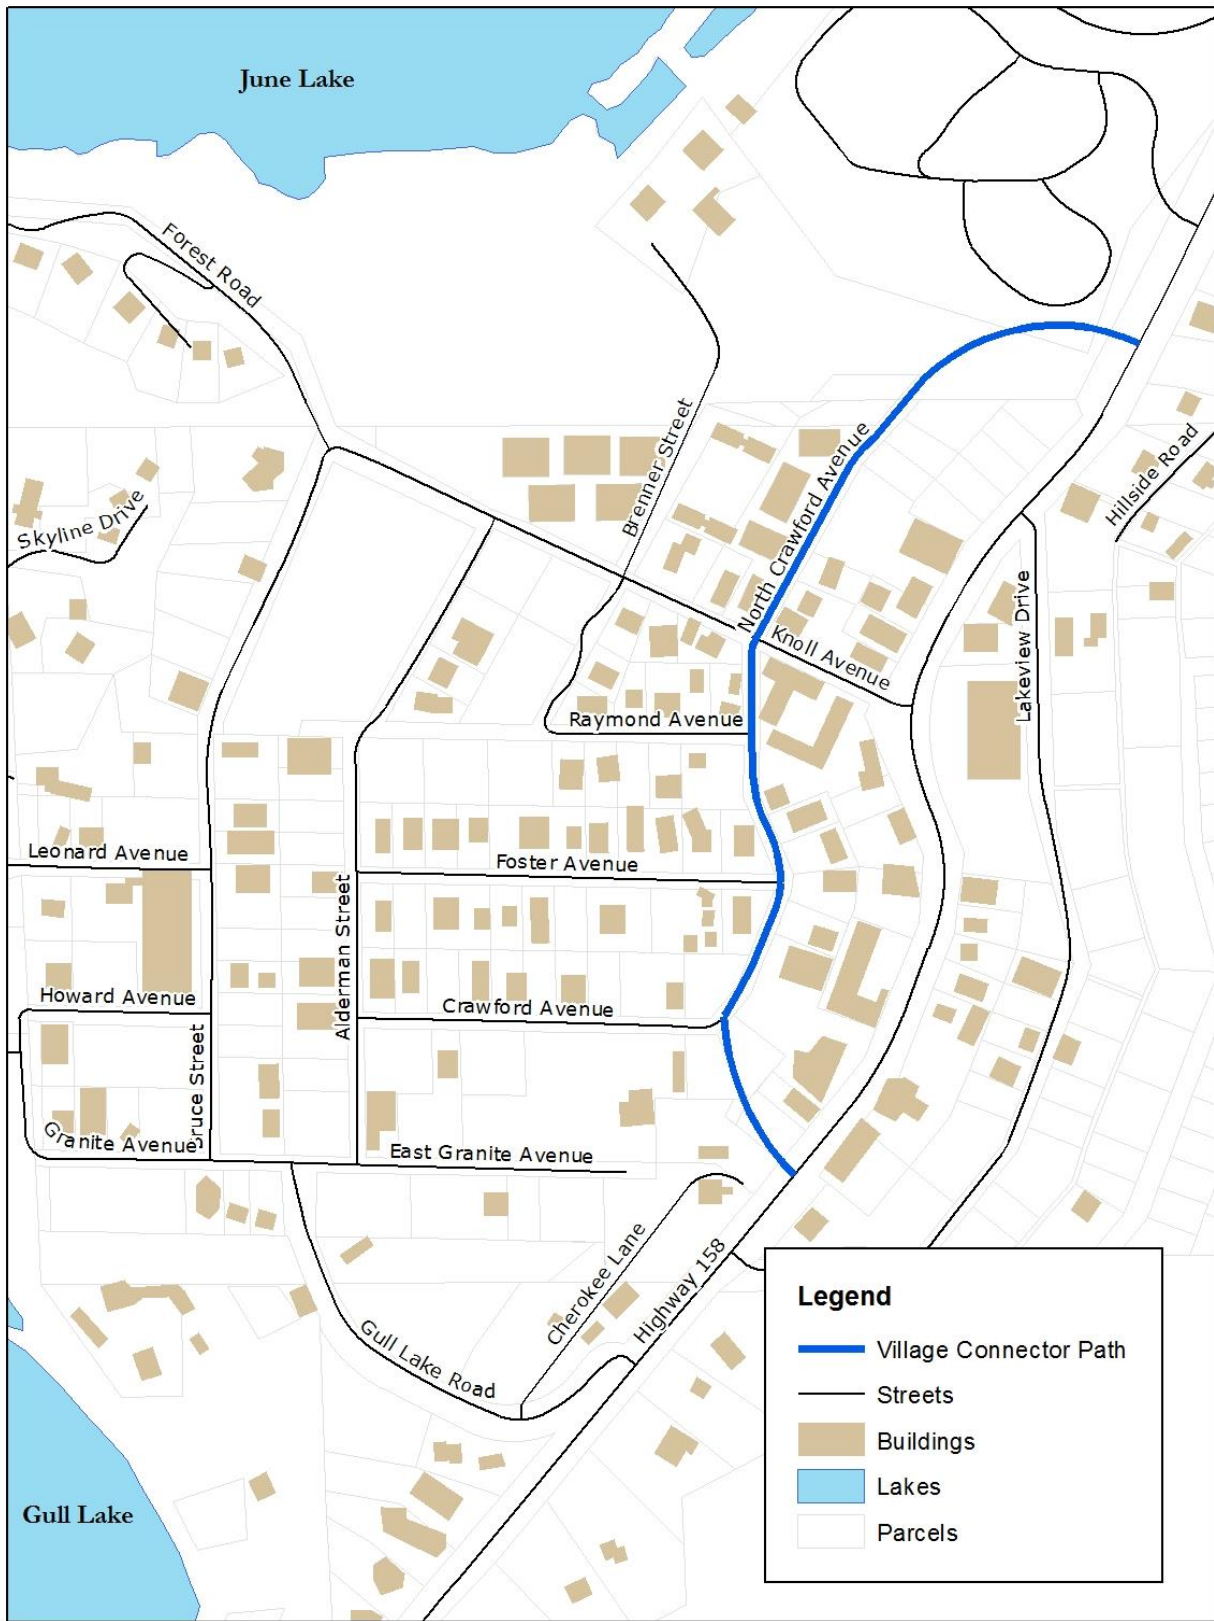 June Lake
Forest Road
Brenner Street
North Crawford Avenue
Hillside Road
Skyline Drive
Knoll Avenue
Lakeview Drive
Raymond Avenue
Leonard Avenue
Foster Avenue
Alderman Street
Howard Avenue
Crawford Avenue
Bruce Street
Granite Avenue
East Granite Avenue
Cherokee Lane
Highway 158
Gull Lake Road
Gull Lake
Legend
Village Connector Path
Streets
Buildings
Lakes
Parcels